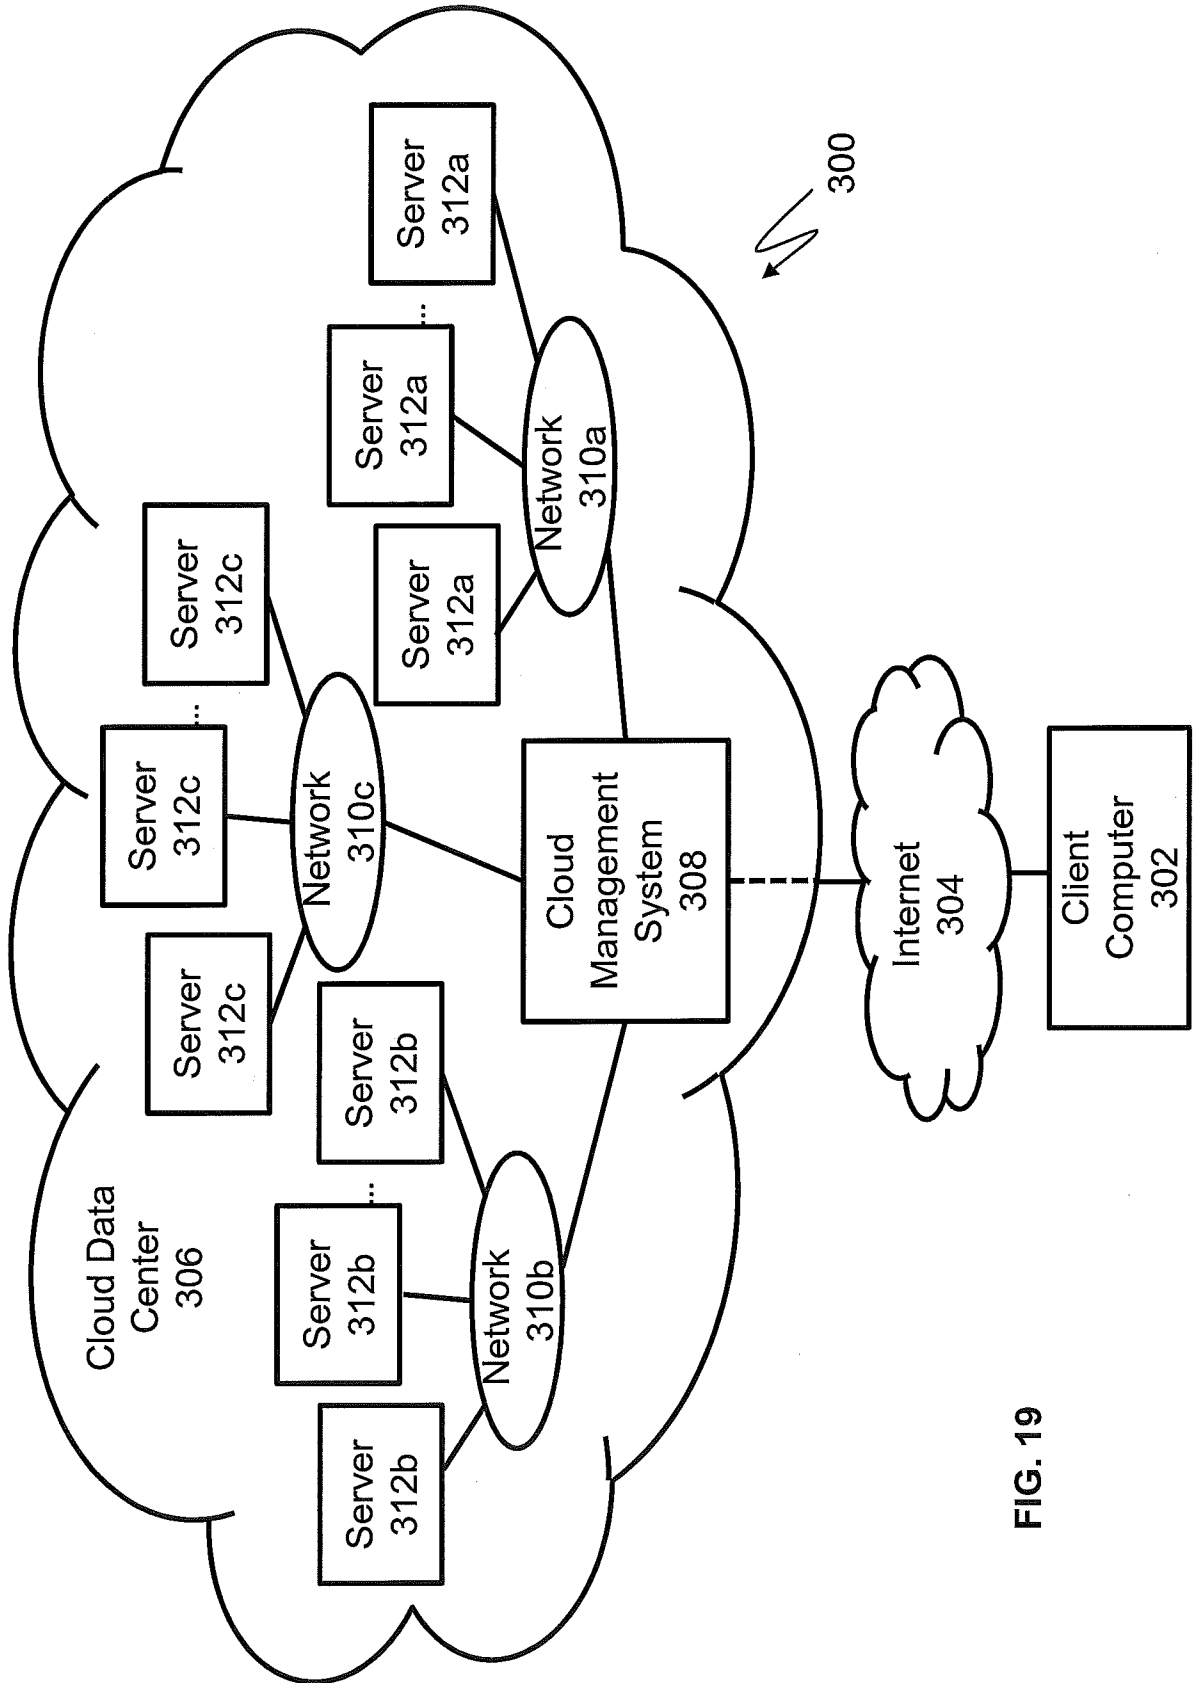 Cloud Data
Center
306
Server
312c
Server
312c
...
Server
312c
Server
312b
Server
312b
...
Server
312b
Server
312a
Server
312a
...
Server
312a
Network
310c
Network
310b
Network
310a
Cloud
Management
System
308
Internet
304
Client
Computer
302
300
FIG. 19